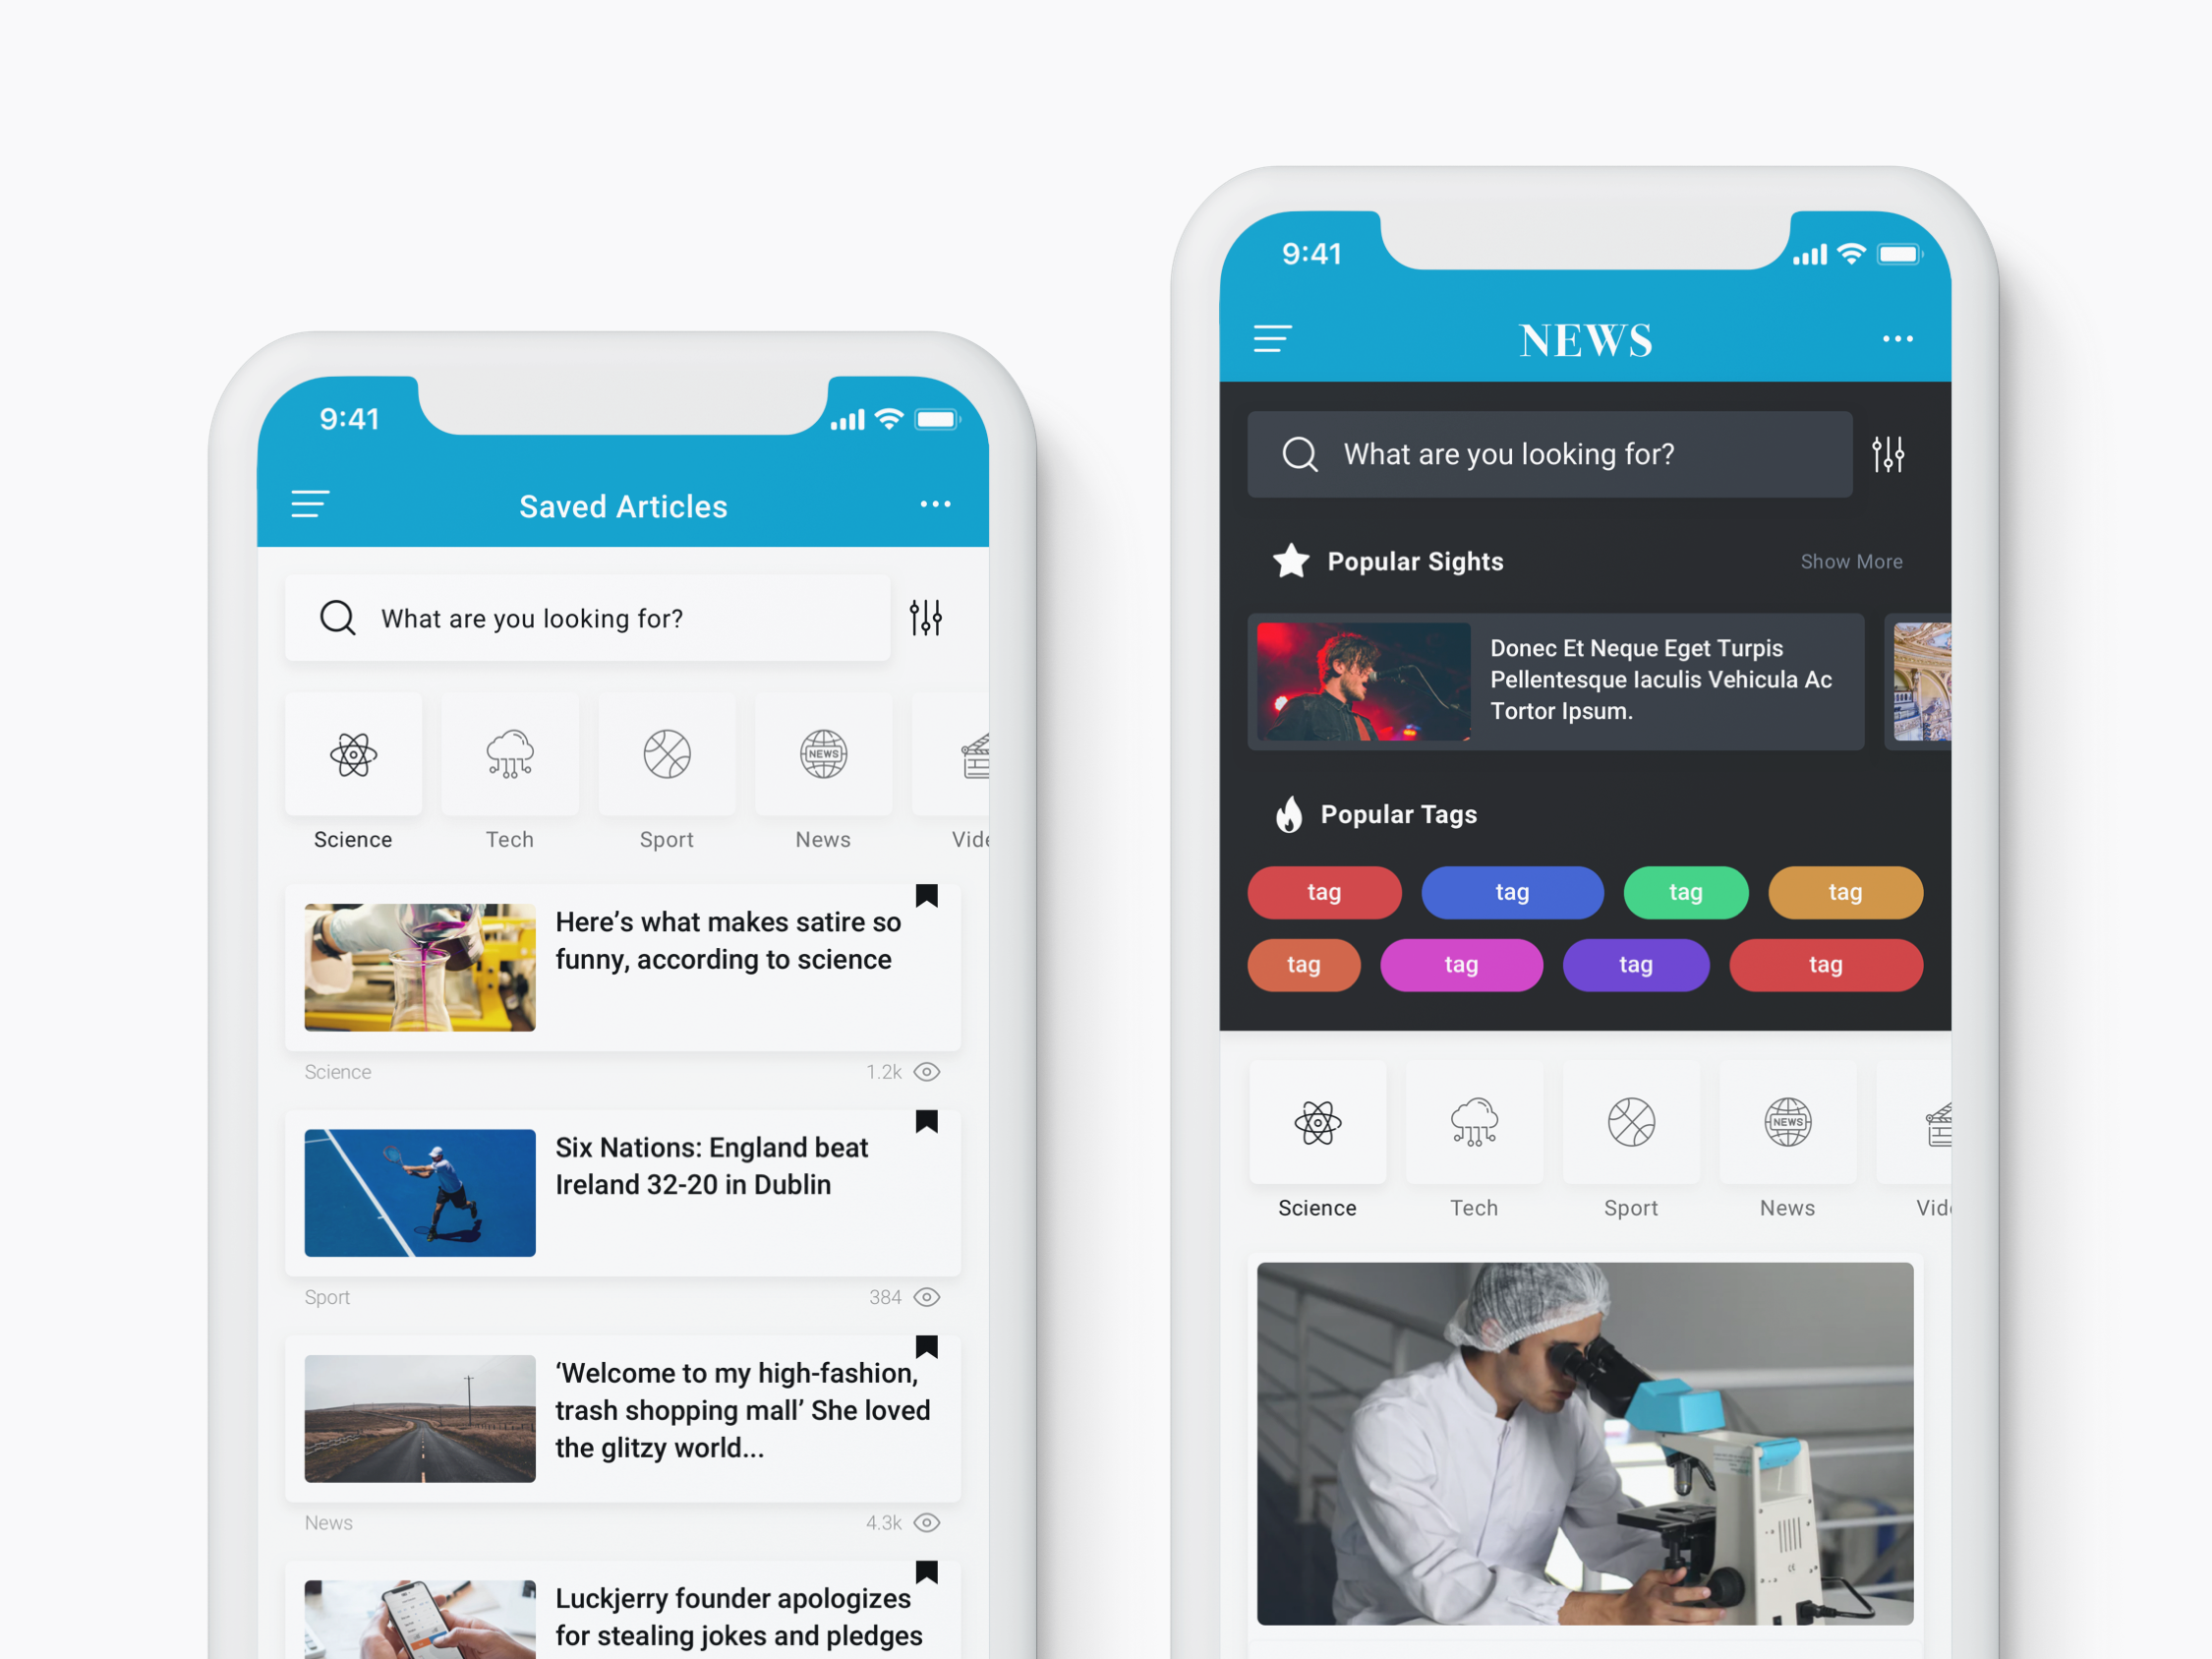 9:41
Saved Articles
What are you looking for?
NEWS
Science
Tech
Sport
News
Vide
Here’s what makes satire so
funny, according to science
Science
1.2k
Six Nations: England beat
Ireland 32-20 in Dublin
Sport
384
‘Welcome to my high-fashion,
trash shopping mall’ She loved
the glitzy world...
News
4.3k
Luckjerry founder apologizes
for stealing jokes and pledges
9:41
NEWS
What are you looking for?
Popular Sights
Show More
Donec Et Neque Eget Turpis
Pellentesque Iaculis Vehicula Ac
Tortor Ipsum.
Popular Tags
tag
tag
tag
tag
tag
tag
tag
tag
NEWS
Science
Tech
Sport
News
Vide